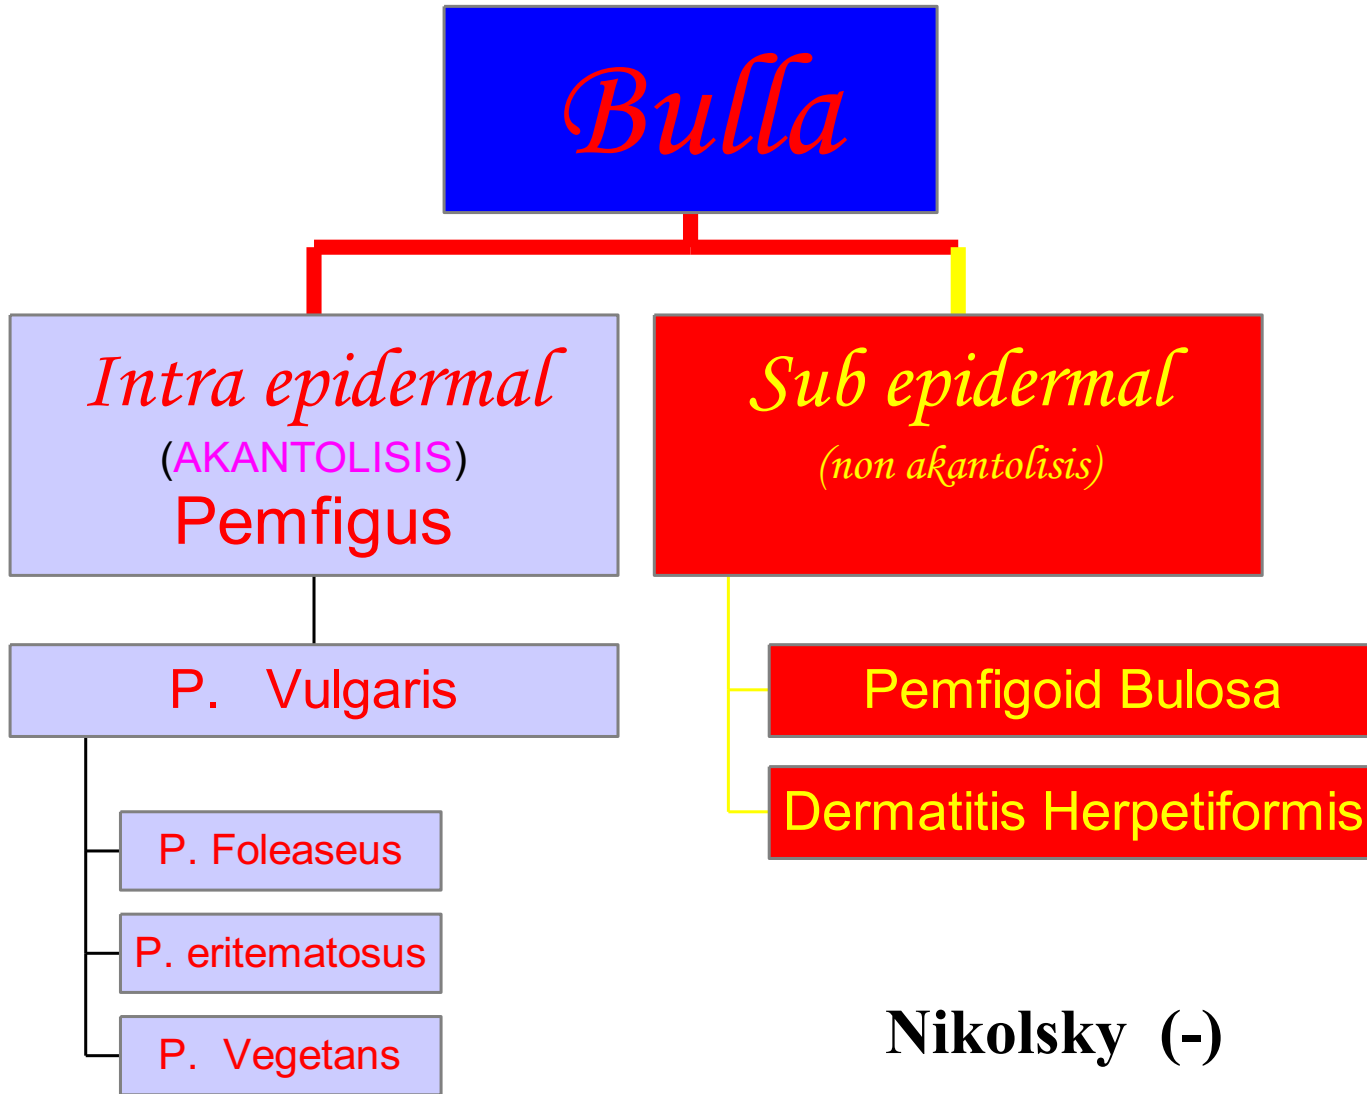 Bulla
Intra epidermal
(AKANTOLISIS)
Pemfigus
Sub epidermal
(non akantolisis)
P. Vulgaris
P. Foleaseus
P. eritematosus
P. Vegetans
Pemfigoid Bulosa
Dermatitis Herpetiformis
Nikolsky (-)